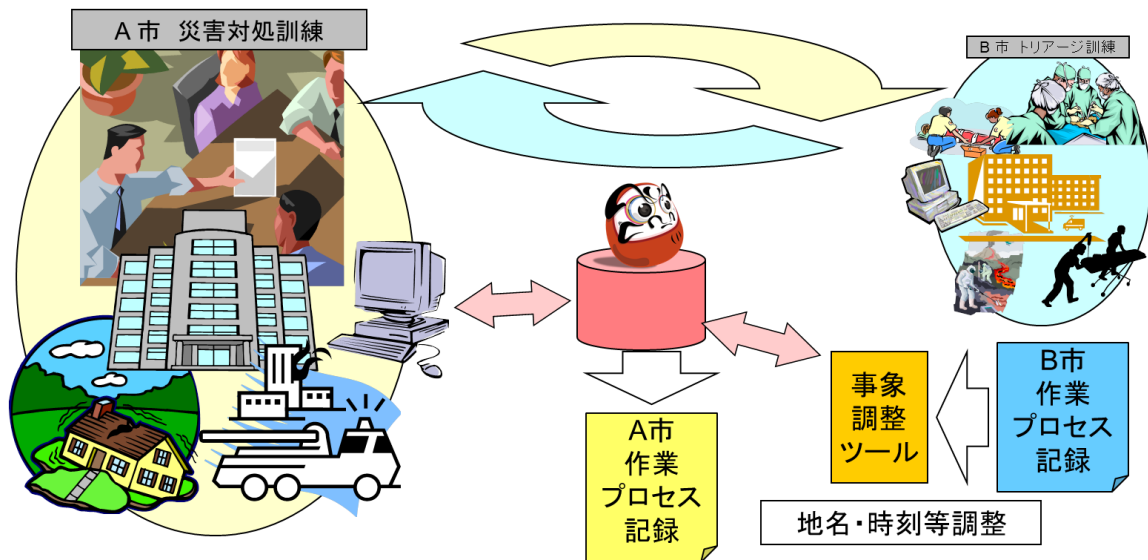 A市 災害対処訓練
B市 トリアージ訓練
A市
作業
プロセス
記録
事象
調整
ツール
B市
作業
プロセス
記録
地名・時刻等調整